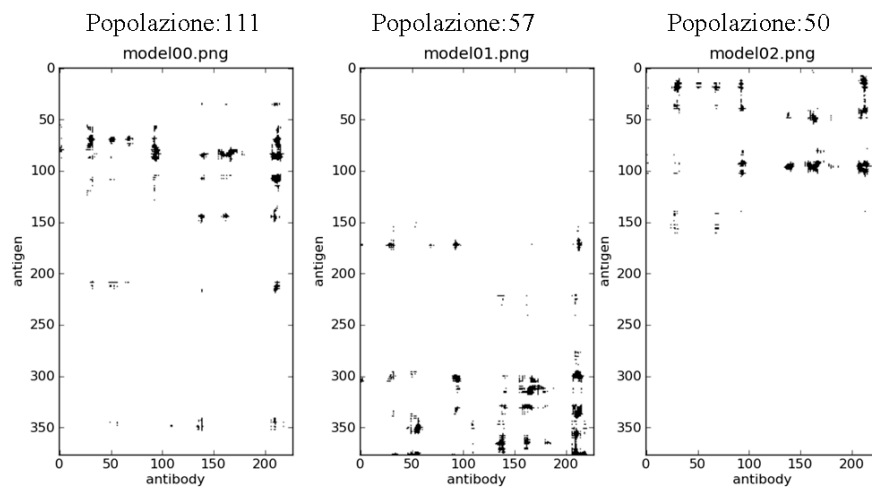 Popolazione:111 Popolazione:57 Popolazione:50
model00.png model01.png model02.png
0 0 0
50 50 50
100 100 100
150 150 150
antigen antigen antigen
200 200 200
250 250 250
300 300 300
350 350 350
0 50 100 150 200 0 50 100 150 200 0 50 100 150 200
antibody antibody antibody